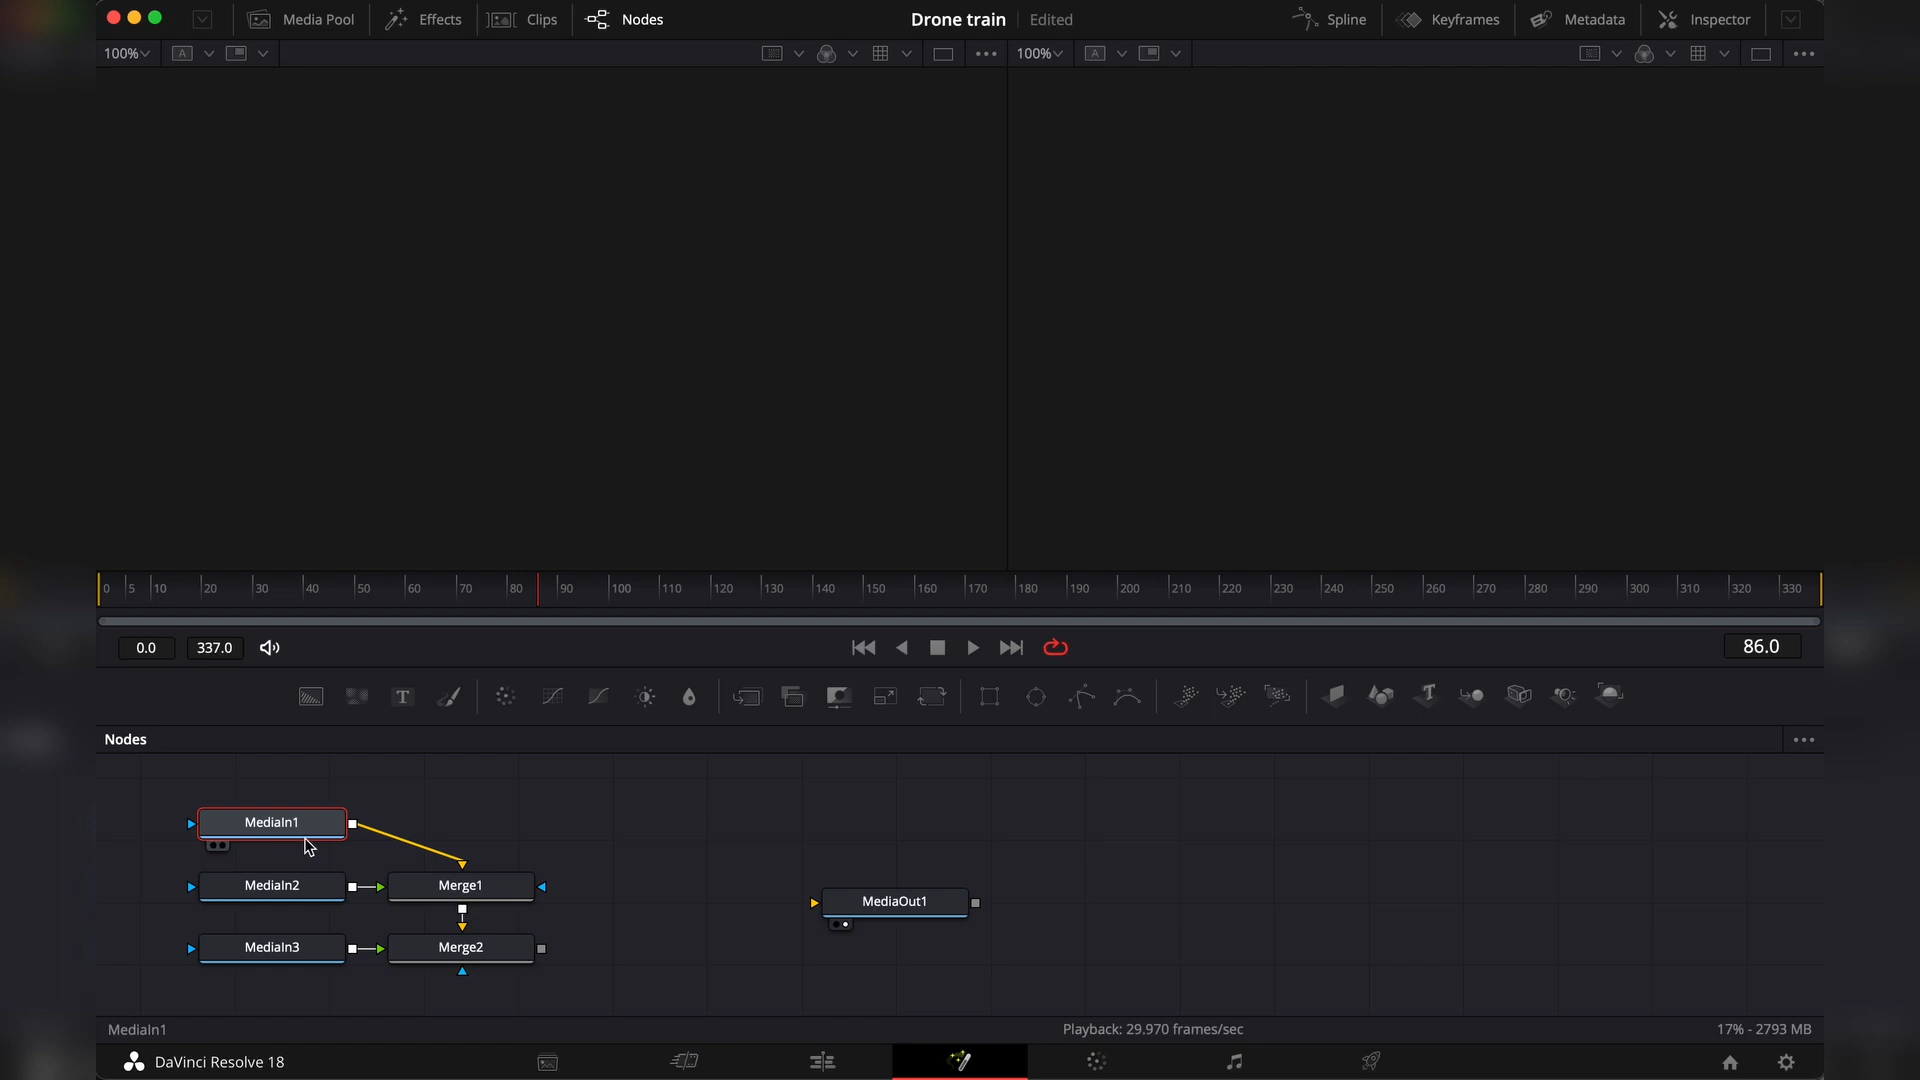 Media Pool
Effects
Clips
Nodes
Drone train
Edited
Spline
Keyframes
Metadata
Inspector
100%
A
100%
A
0 5 10 20 30 40 50 60 70 80 90 100 110 120 130 140 150 160 170 180 190 200 210 220 230 240 250 260 270 280 290 300 310 320 330
0.0
337.0
86.0
T
T
Nodes
MediaIn1
MediaIn2
Merge1
MediaOut1
MediaIn3
Merge2
MediaIn1
Playback: 29.970 frames/sec
17% - 2793 MB
DaVinci Resolve 18